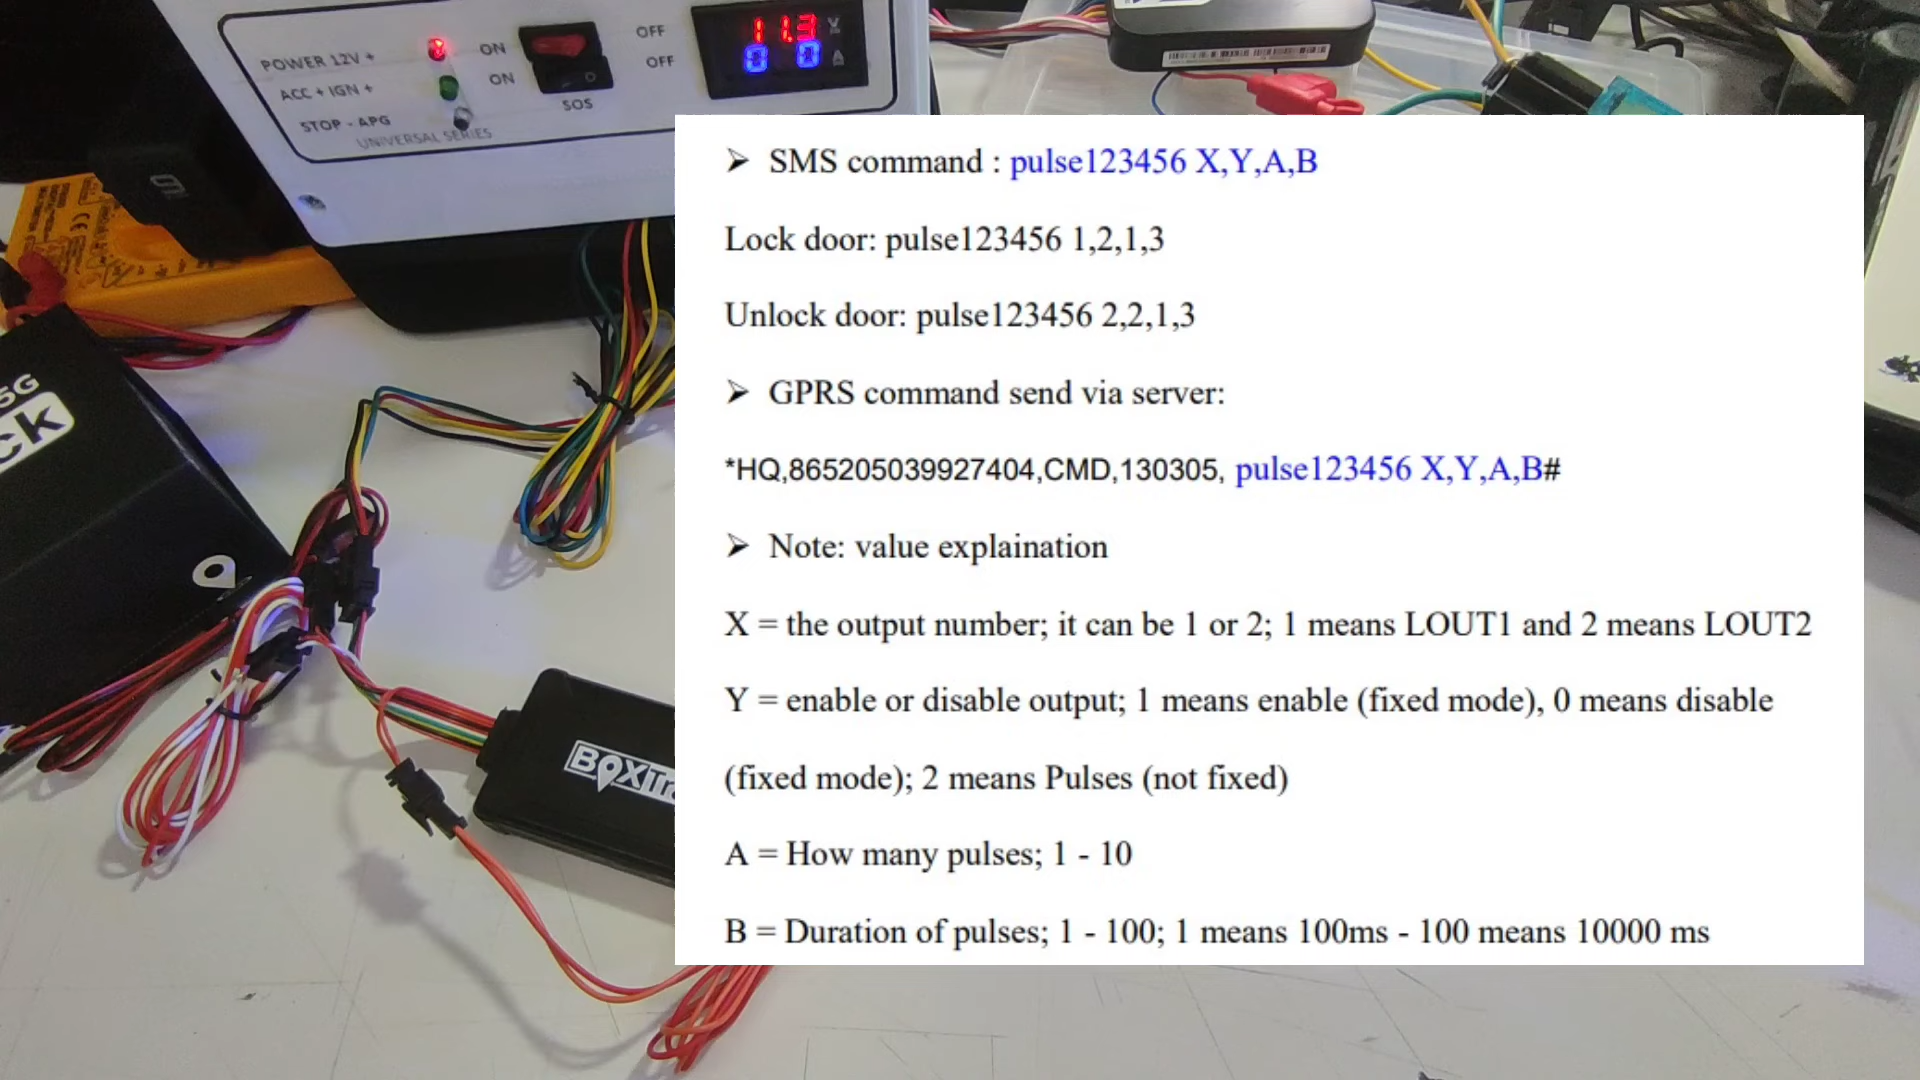 POWER 12V +
ON
OFF
ACC + IGN +
ON
OFF
STOP - APG
SOS
UNIVERSAL SERIES
11.3 V
0 0 A
5G
ck
BOXTra
➢ SMS command : pulse123456 X,Y,A,B
Lock door: pulse123456 1,2,1,3
Unlock door: pulse123456 2,2,1,3
➢ GPRS command send via server:
*HQ,865205039927404,CMD,130305, pulse123456 X,Y,A,B#
➢ Note: value explaination
X = the output number; it can be 1 or 2; 1 means LOUT1 and 2 means LOUT2
Y = enable or disable output; 1 means enable (fixed mode), 0 means disable
(fixed mode); 2 means Pulses (not fixed)
A = How many pulses; 1 - 10
B = Duration of pulses; 1 - 100; 1 means 100ms - 100 means 10000 ms